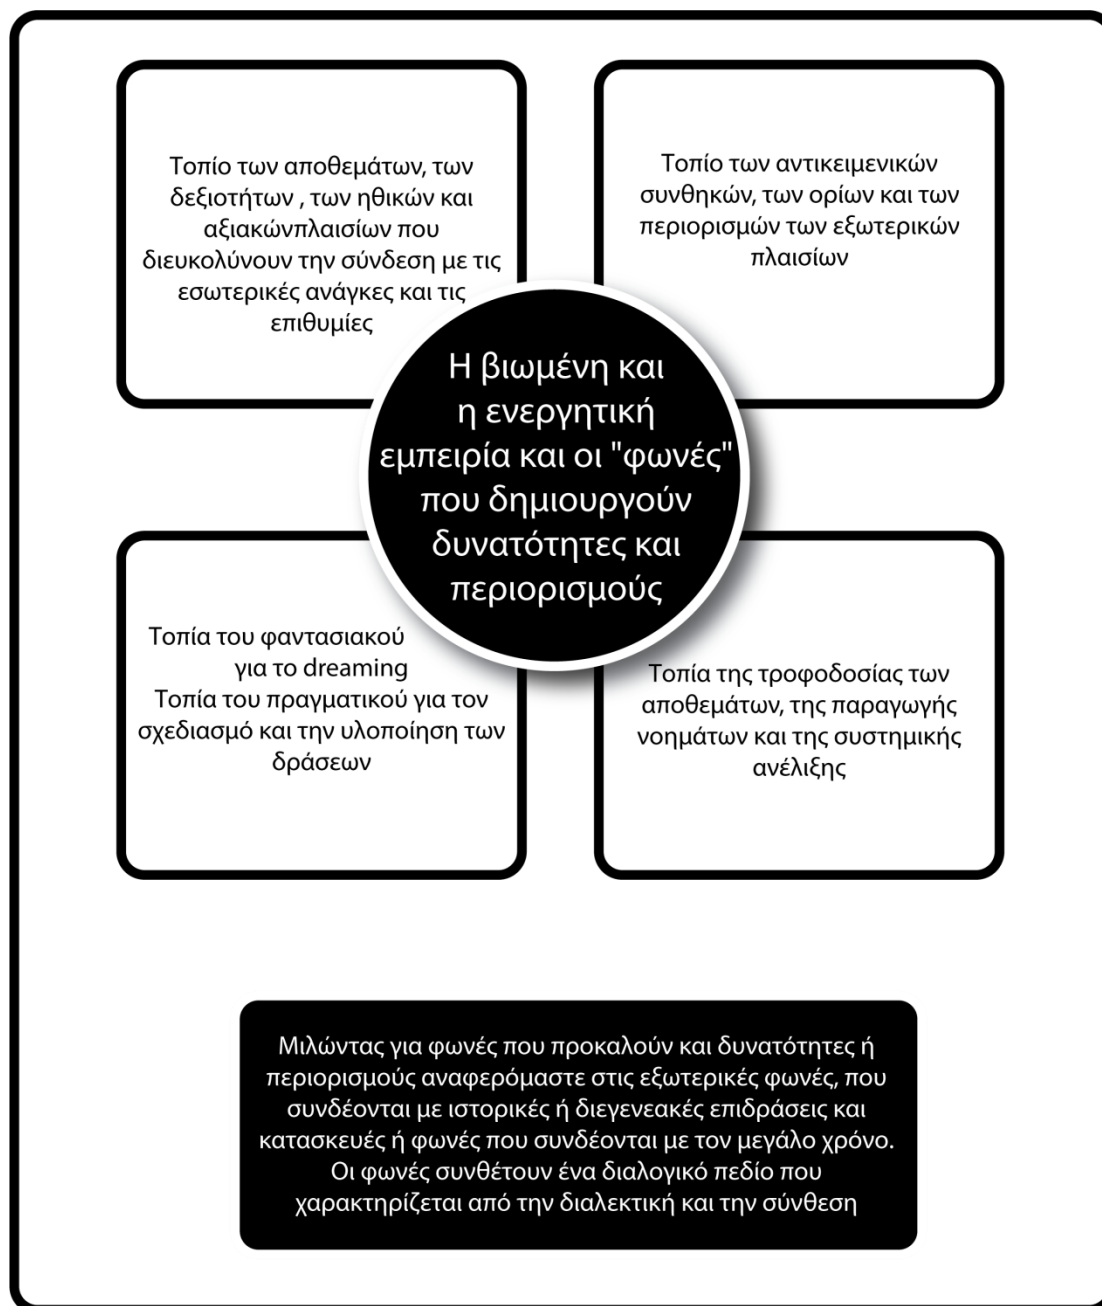 Τοπίο των αποθεμάτων, των
δεξιοτήτων , των ηθικών και
αξιακώνπλαισίων που
διευκολύνουν την σύνδεση με τις
εσωτερικές ανάγκες και τις
επιθυμίες
Τοπίο των αντικειμενικών
συνθηκών, των ορίων και των
περιορισμών των εξωτερικών
πλαισίων
Η βιωμένη και
η ενεργητική
εμπειρία και οι "φωνές"
που δημιουργούν
δυνατότητες και
περιορισμούς
Τοπία του φαντασιακού
για το dreaming
Τοπία του πραγματικού για τον
σχεδιασμό και την υλοποίηση των
δράσεων
Τοπία της τροφοδοσίας των
αποθεμάτων, της παραγωγής
νοημάτων και της συστημικής
ανέλιξης
Μιλώντας για φωνές που προκαλούν και δυνατότητες ή
περιορισμούς αναφερόμαστε στις εξωτερικές φωνές, που
συνδέονται με ιστορικές ή διεγενεακές επιδράσεις και
κατασκευές ή φωνές που συνδέονται με τον μεγάλο χρόνο.
Οι φωνές συνθέτουν ένα διαλογικό πεδίο που
χαρακτηρίζεται από την διαλεκτική και την σύνθεση